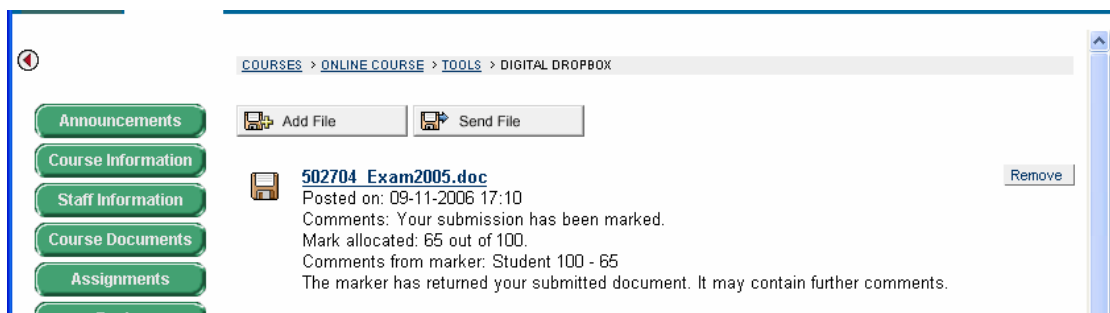 COURSES > ONLINE COURSE > TOOLS > DIGITAL DROPBOX
Announcements
Course Information
Staff Information
Course Documents
Assignments
Add File
Send File
502704_Exam2005.doc
Remove
Posted on: 09-11-2006 17:10
Comments: Your submission has been marked.
Mark allocated: 65 out of 100.
Comments from marker: Student 100 - 65
The marker has returned your submitted document. It may contain further comments.